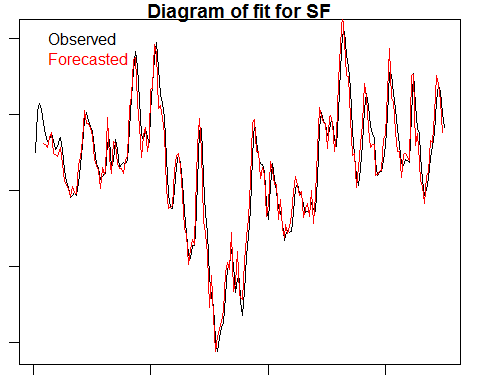 Diagram of fit for SF
Observed
Forecasted